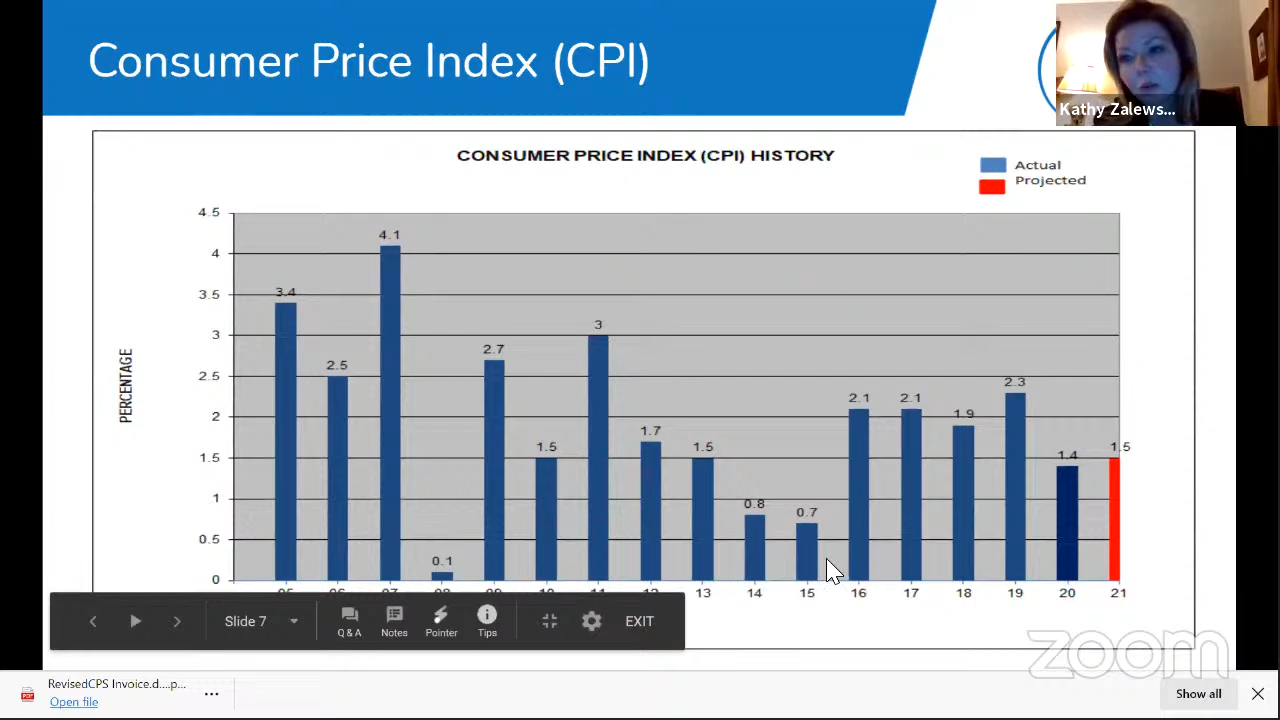 Consumer Price Index (CPI)
Kathy Zalews...
CONSUMER PRICE INDEX (CPI) HISTORY
Actual
Projected
PERCENTAGE
4.5
4
3.5
3
2.5
2
1.5
1
0.5
0
3.4
2.5
4.1
0.1
2.7
1.5
3
1.7
1.5
0.8
0.7
2.1
2.1
1.9
2.3
1.4
1.5
13 14 15 16 17 18 19 20 21
Slide 7
Q & A
Notes
Pointer
Tips
EXIT
zoom
RevisedCPS Invoice.d....p...
Open file
Show all